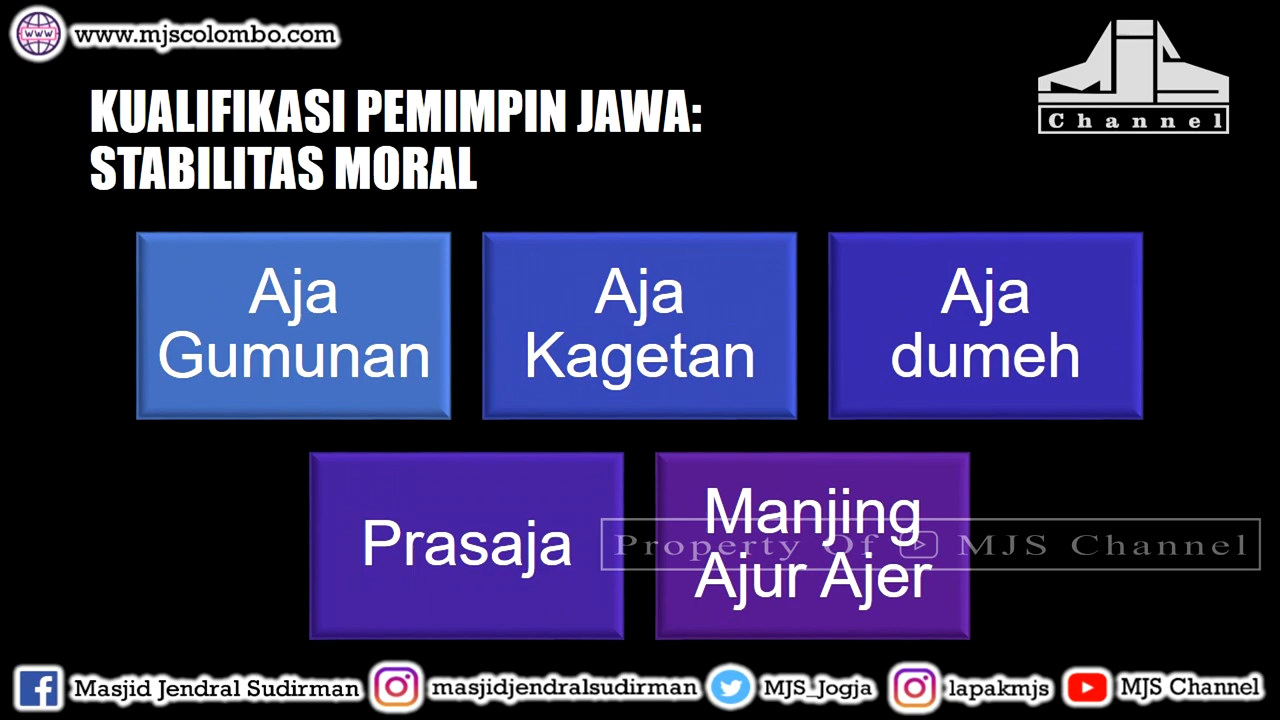 www.mjscolombo.com
MJS
Channel
KUALIFIKASI PEMIMPIN JAWA:
STABILITAS MORAL
Aja
Gumunan
Aja
Kagetan
Aja
dumeh
Prasaja
Manjing
Ajur Ajer
Property Of MJS Channel
Masjid Jendral Sudirman
masjidjendralsudirman
MJS_Jogja
lapakmjs
MJS Channel